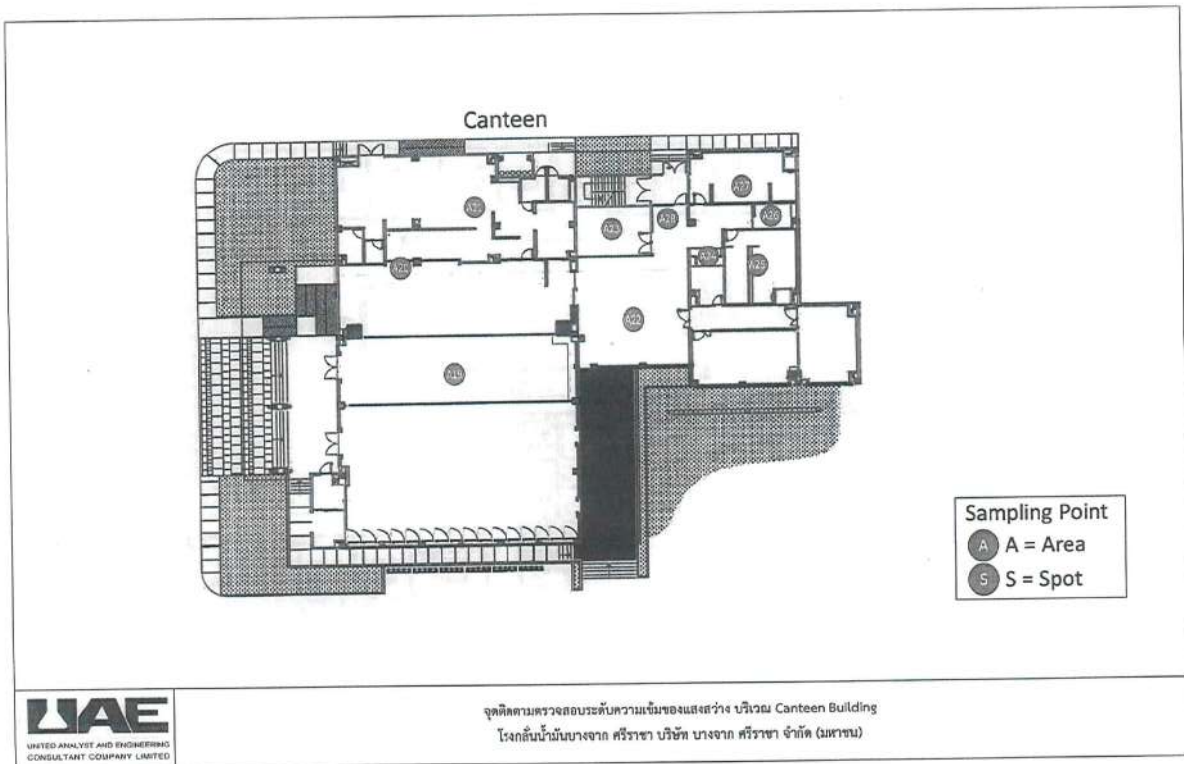 Canteen
A27
A21
A28
A26
A23
A24
A25
A22
A19
Sampling Point
A A = Area
S S = Spot
UAE
UNITED ANALYST AND ENGINEERING
CONSULTANT COMPANY LIMITED
จุดติดตามตรวจสอบระดับความเข้มของแสงสว่าง บริเวณ Canteen Building
โรงกลั่นน้ำมันบางจาก ศรีราชา บริษัท บางจาก ศรีราชา จำกัด (มหาชน)